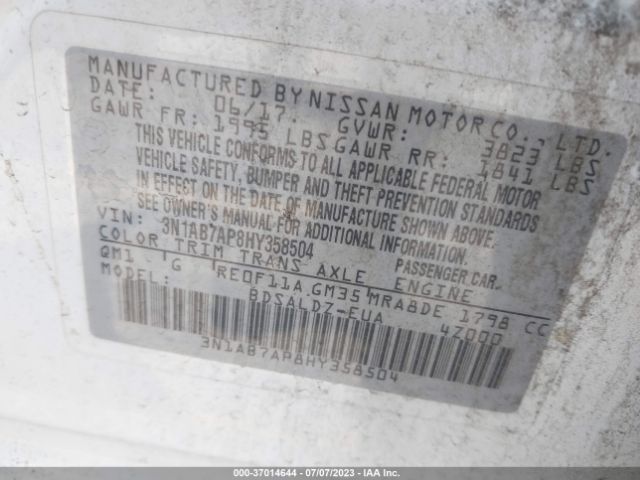 MANUFACTURED BY NISSAN MOTOR CO., LTD.
DATE: 06/17 GVWR: 3823 LBS
GAWR FR: 1995 LBS GAWR RR: 1841 LBS
THIS VEHICLE CONFORMS TO ALL APPLICABLE FEDERAL MOTOR
VEHICLE SAFETY, BUMPER AND THEFT PREVENTION STANDARDS
IN EFFECT ON THE DATE OF MANUFACTURE SHOWN ABOVE.
SEE OWNER'S MANUAL FOR ADDITIONAL INFORMATION.
VIN: 3N1AB7AP8HY358504 PASSENGER CAR
COLOR TRIM TRANS AXLE ENGINE
QM1 G RE0F11A GM35 MRA8DE 1798 CC
MODEL: BDSALDZ-EUA 4Z000
3N1AB7AP8HY358504
000-37014644 / 07/07/2023 - IAA Inc.